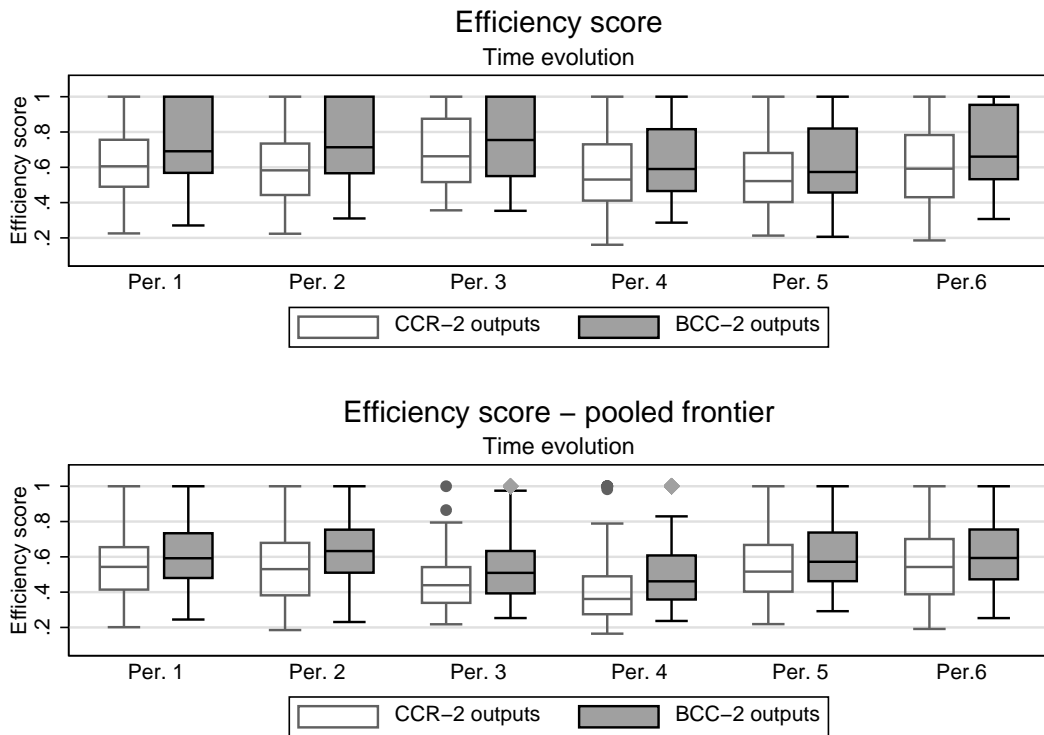 Efficiency score
Time evolution
Efficiency score
1
.8
.6
.4
.2
Per. 1 Per. 2 Per. 3 Per. 4 Per. 5 Per.6
CCR−2 outputs BCC−2 outputs
Efficiency score − pooled frontier
Time evolution
Efficiency score
1
.8
.6
.4
.2
Per. 1 Per. 2 Per. 3 Per. 4 Per. 5 Per.6
CCR−2 outputs BCC−2 outputs